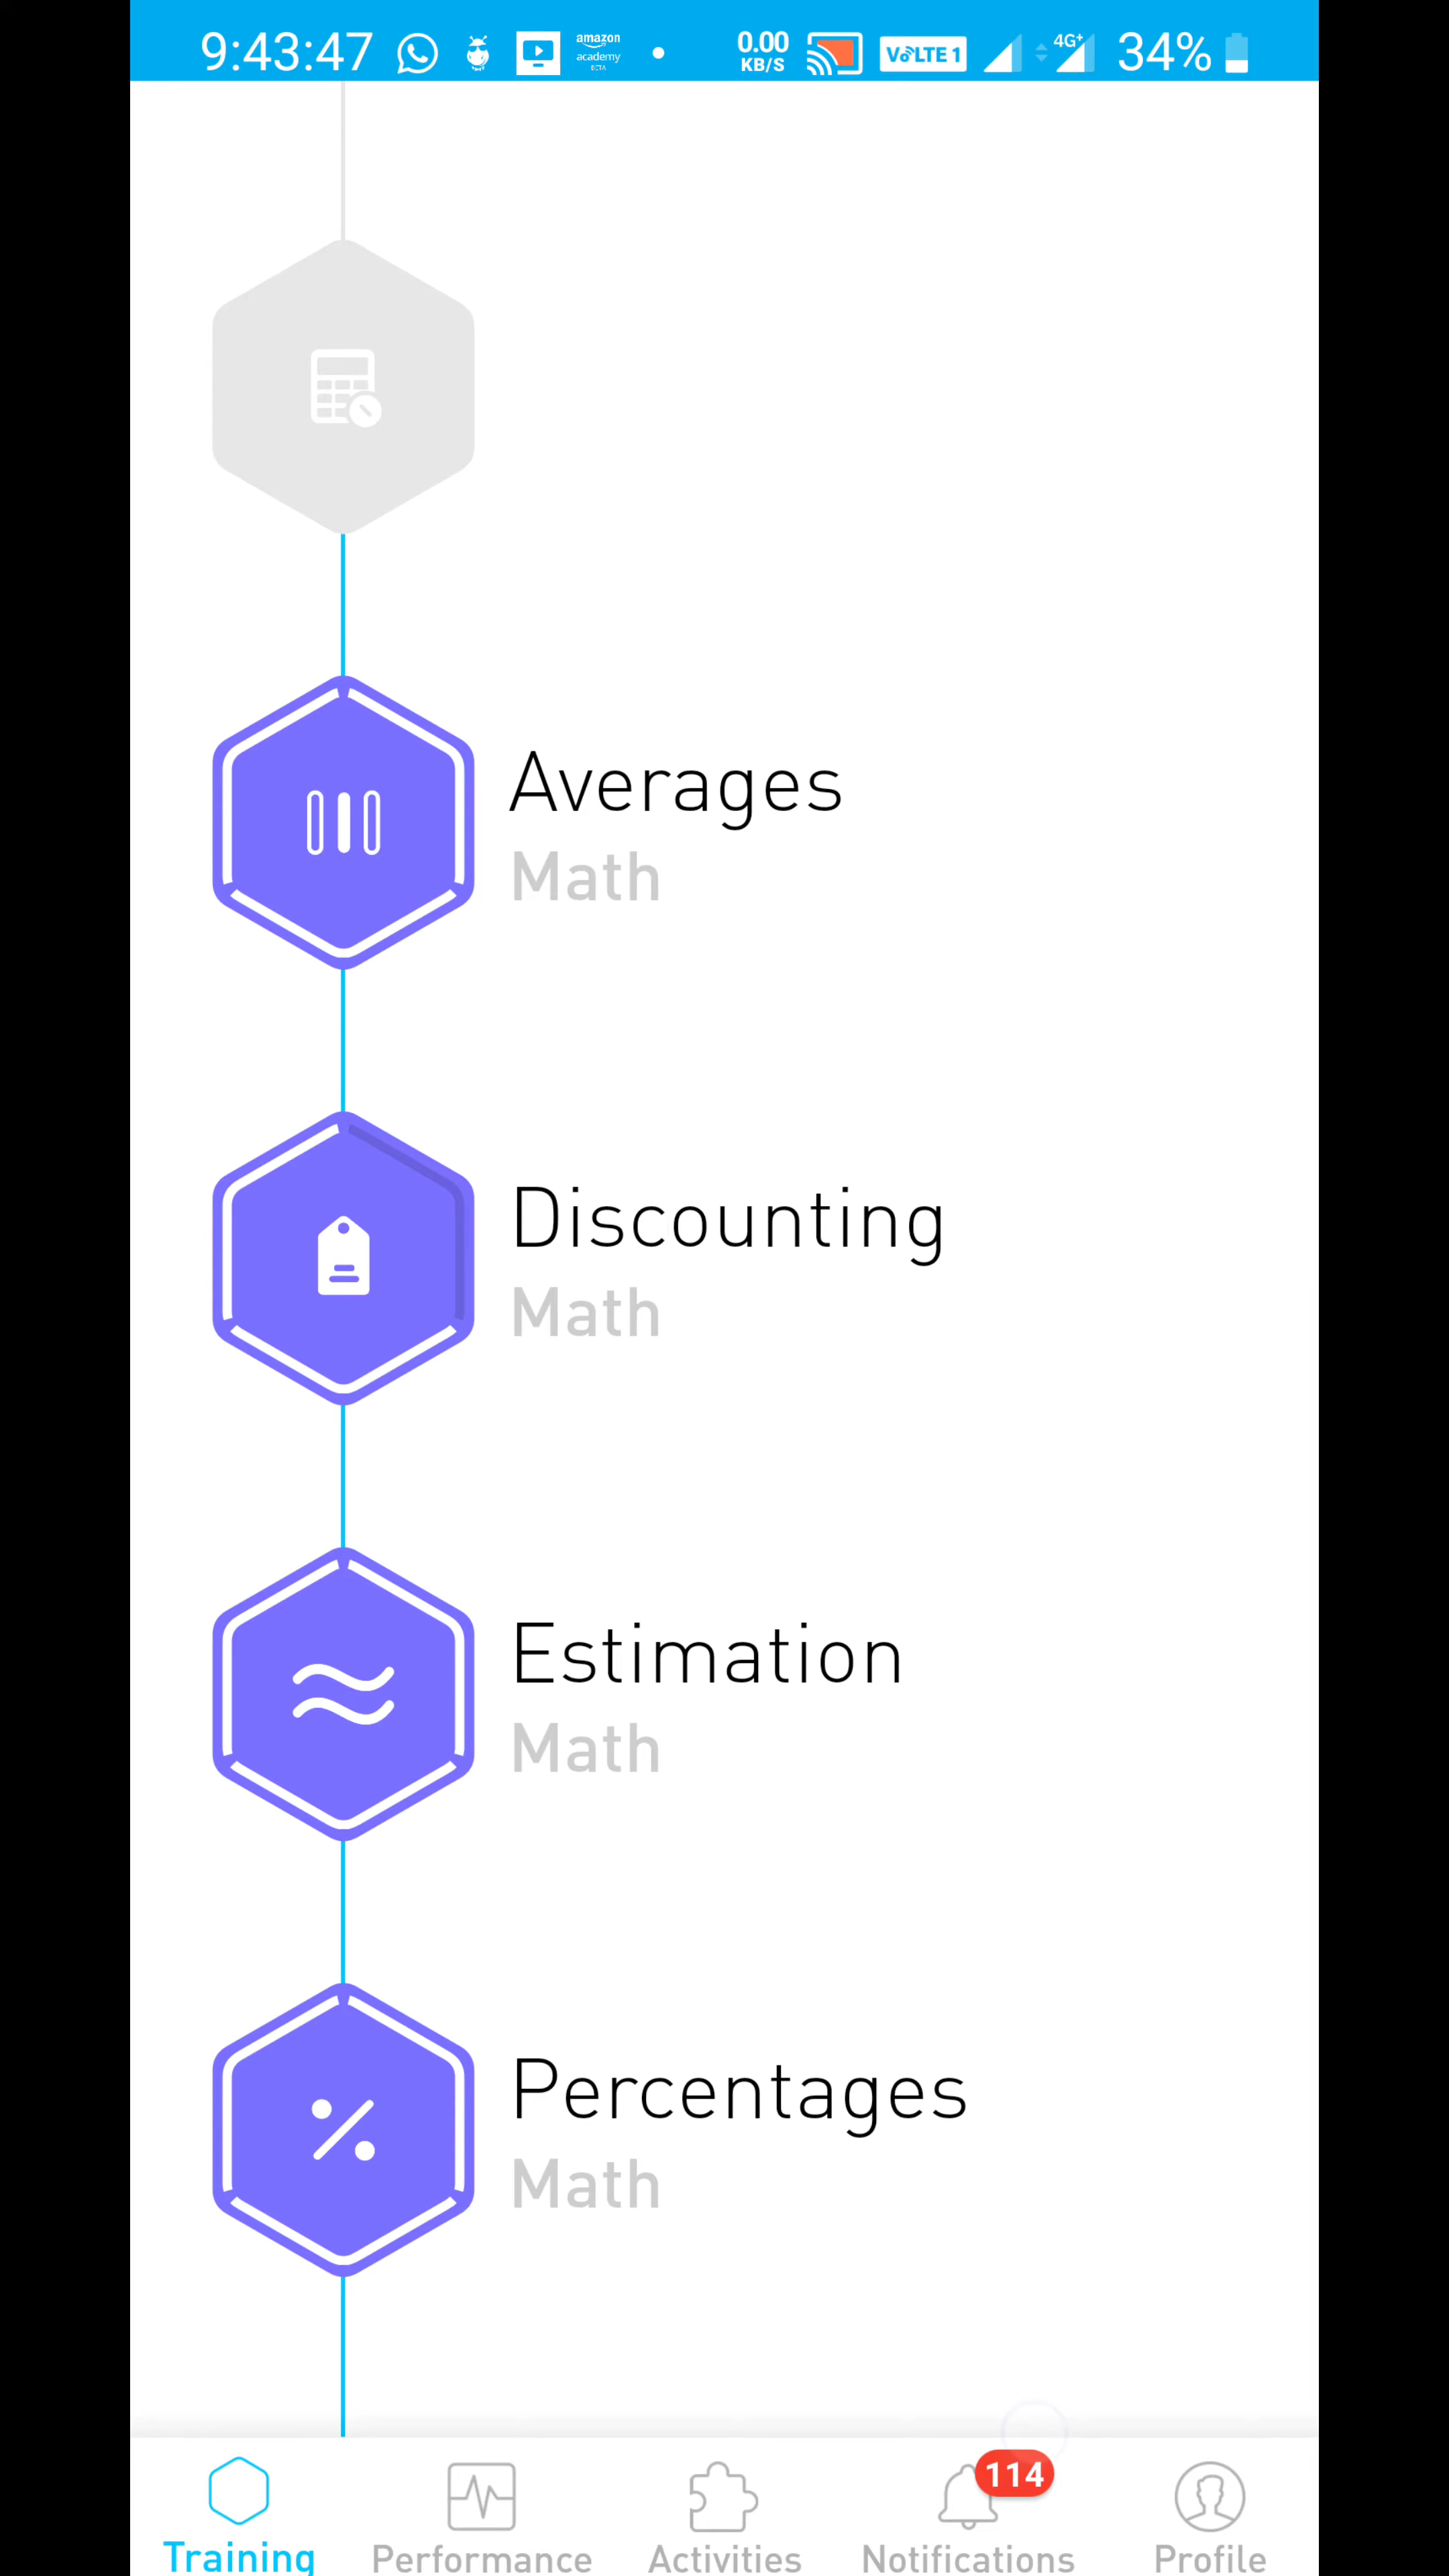 9:43:47 amazon academy BETA 0.00 KB/S VoLTE 1 4G+ 34%
Averages
Math
Discounting
Math
Estimation
Math
Percentages
Math
114
Training Performance Activities Notifications Profile